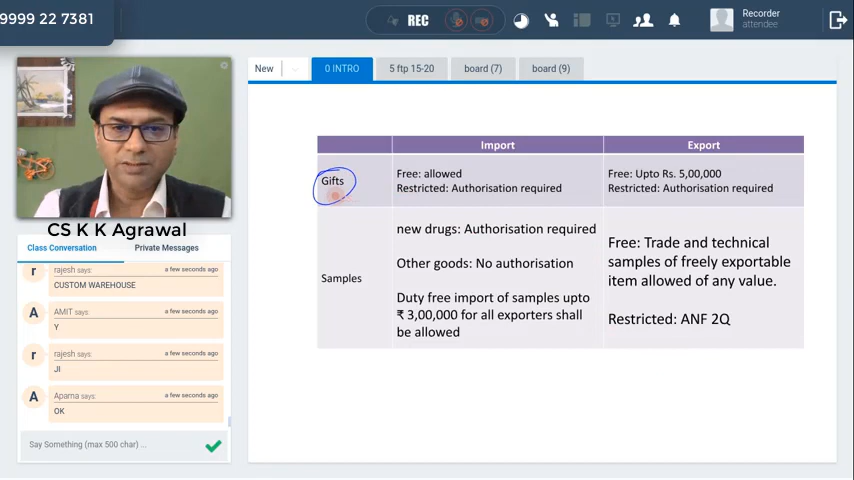 9999 22 7381
REC
Recorder
attendee
New
0 INTRO
5 ftp 15-20
board (7)
board (9)
CS K K Agrawal
Class Conversation
Private Messages
r
rajesh says:
a few seconds ago
CUSTOM WAREHOUSE
A
AMIT says:
a few seconds ago
Y
r
rajesh says:
a few seconds ago
JI
A
Aparna says:
a few seconds ago
OK
Say Something (max 500 char) ...
Import
Export
Gifts
Free: allowed
Restricted: Authorisation required
Free: Upto Rs. 5,00,000
Restricted: Authorisation required
Samples
new drugs: Authorisation required
Other goods: No authorisation
Duty free import of samples upto
₹ 3,00,000 for all exporters shall
be allowed
Free: Trade and technical
samples of freely exportable
item allowed of any value.
Restricted: ANF 2Q